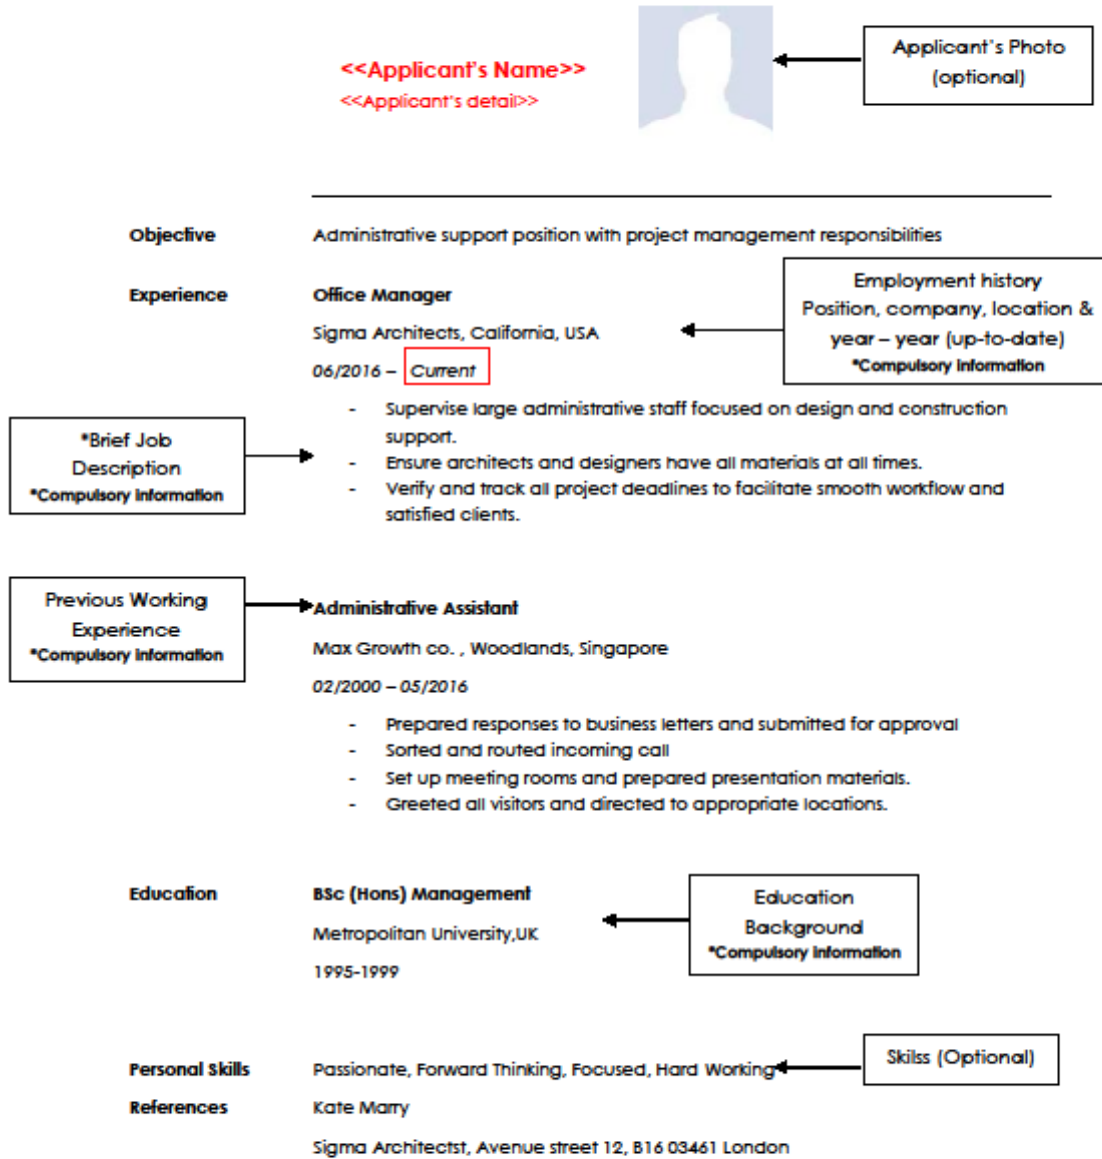 <<Applicant's Name>>
<<Applicant's detail>>
Applicant's Photo
(optional)
Objective Administrative support position with project management responsibilities
Experience Office Manager
Sigma Architects, California, USA
06/2016 – Current
Employment history
Position, company, location &
year – year (up-to-date)
*Compulsory information
- Supervise large administrative staff focused on design and construction
support.
- Ensure architects and designers have all materials at all times.
- Verify and track all project deadlines to facilitate smooth workflow and
satisfied clients.
*Brief Job
Description
*Compulsory information
Previous Working
Experience
*Compulsory information
Administrative Assistant
Max Growth co. , Woodlands, Singapore
02/2000 – 05/2016
- Prepared responses to business letters and submitted for approval
- Sorted and routed incoming call
- Set up meeting rooms and prepared presentation materials.
- Greeted all visitors and directed to appropriate locations.
Education BSc (Hons) Management
Metropolitan University,UK
1995-1999
Education
Background
*Compulsory information
Personal Skills Passionate, Forward Thinking, Focused, Hard Working
Skilss (Optional)
References Kate Marry
Sigma Architectst, Avenue street 12, B16 03461 London